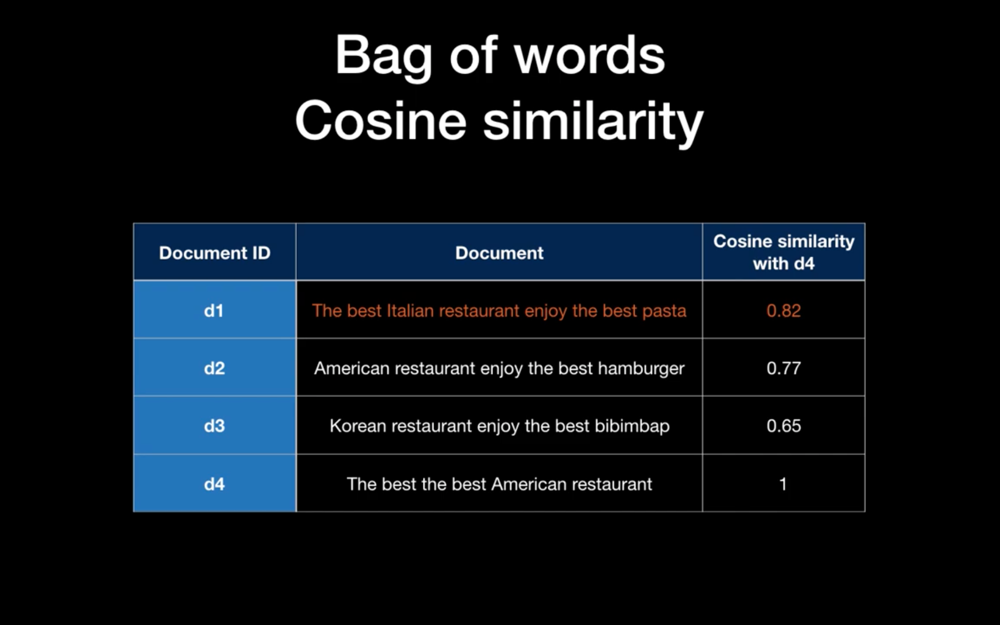 Bag of words
Cosine similarity
Document ID
Document
Cosine similarity
with d4
d1
The best Italian restaurant enjoy the best pasta
0.82
d2
American restaurant enjoy the best hamburger
0.77
d3
Korean restaurant enjoy the best bibimbap
0.65
d4
The best the best American restaurant
1